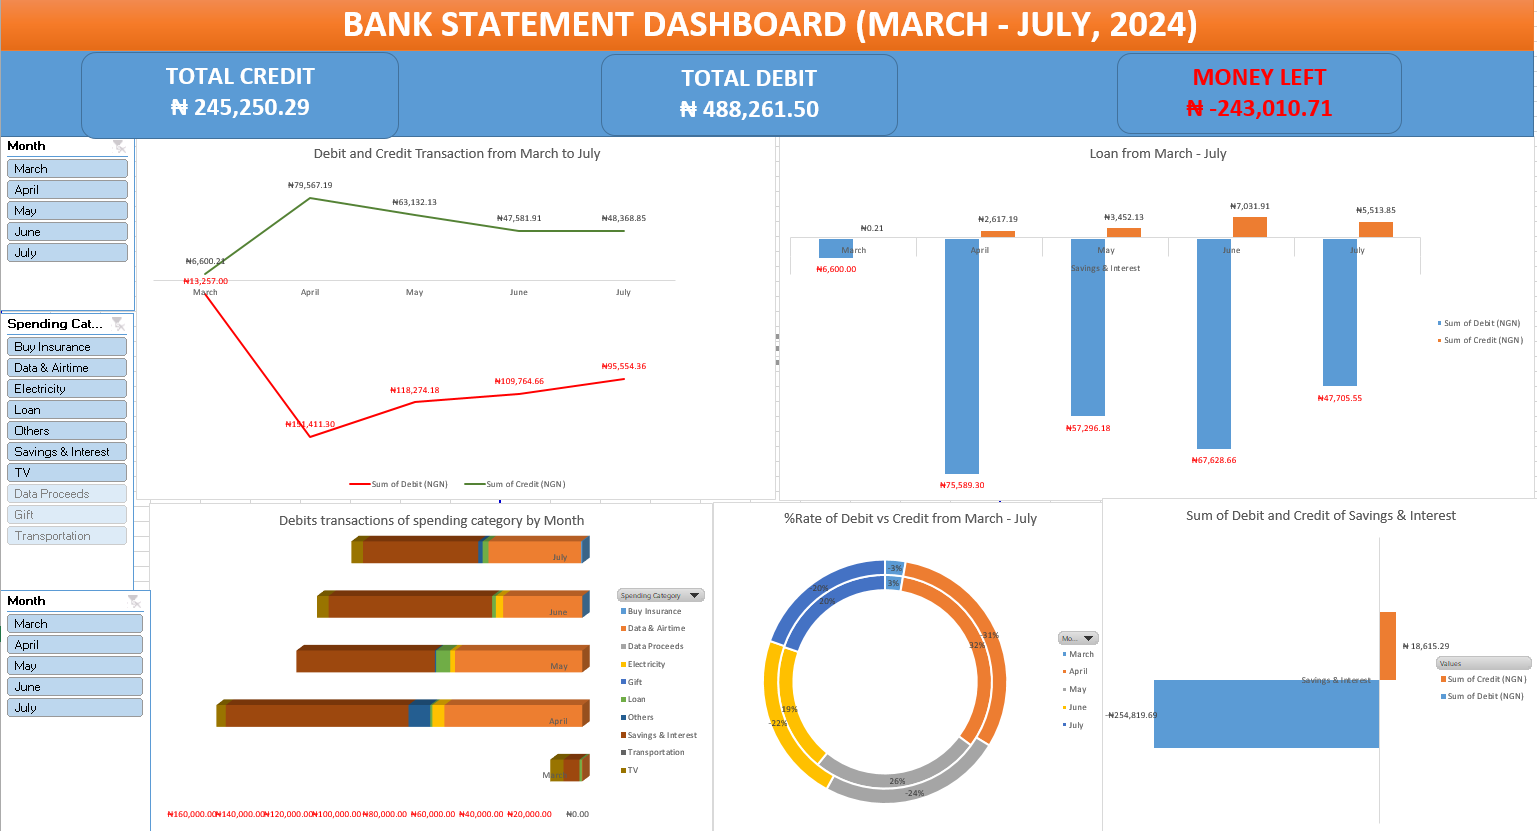 BANK STATEMENT DASHBOARD (MARCH - JULY, 2024)
TOTAL CREDIT
₦ 245,250.29
TOTAL DEBIT
₦ 488,261.50
MONEY LEFT
₦ -243,010.71
Month
March
April
May
June
July
Spending Cat...
Buy Insurance
Data & Airtime
Electricity
Loan
Others
Savings & Interest
TV
Data Proceeds
Gift
Transportation
Month
March
April
May
June
July
Debit and Credit Transaction from March to July
₦79,567.19
₦63,132.13
₦47,581.91
₦48,368.85
₦6,600.21
₦13,257.00
March
April
May
June
July
₦95,554.36
₦109,764.66
₦118,274.18
₦151,411.30
Sum of Debit (NGN)
Sum of Credit (NGN)
Loan from March - July
₦0.21
₦2,617.19
₦3,452.13
₦7,031.91
₦5,513.85
March
April
May
June
July
Savings & Interest
₦6,600.00
₦75,589.30
₦57,296.18
₦67,628.66
₦47,705.55
Sum of Debit (NGN)
Sum of Credit (NGN)
Debits transactions of spending category by Month
July
June
May
April
March
₦160,000.00
₦140,000.00
₦120,000.00
₦100,000.00
₦80,000.00
₦60,000.00
₦40,000.00
₦20,000.00
₦0.00
Spending Category
Buy Insurance
Data & Airtime
Data Proceeds
Electricity
Gift
Loan
Others
Savings & Interest
Transportation
TV
%Rate of Debit vs Credit from March - July
-3%
3%
-20%
20%
-31%
32%
19%
-22%
26%
-24%
Mo...
March
April
May
June
July
Sum of Debit and Credit of Savings & Interest
₦ 18,615.29
Savings & Interest
-₦254,819.69
Values
Sum of Credit (NGN)
Sum of Debit (NGN)